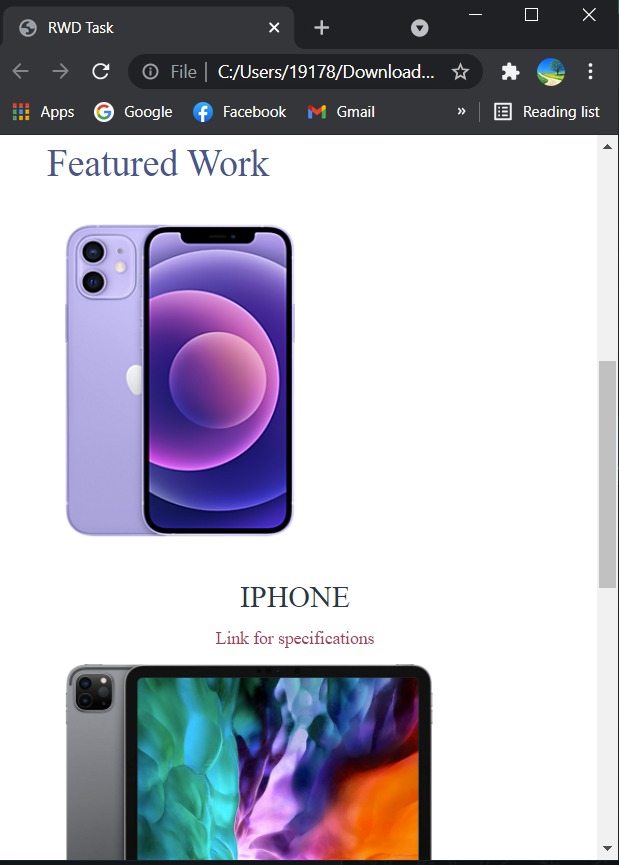 RWD Task
File | C:/Users/19178/Download...
Apps Google Facebook Gmail » Reading list
Featured Work
IPHONE
Link for specifications